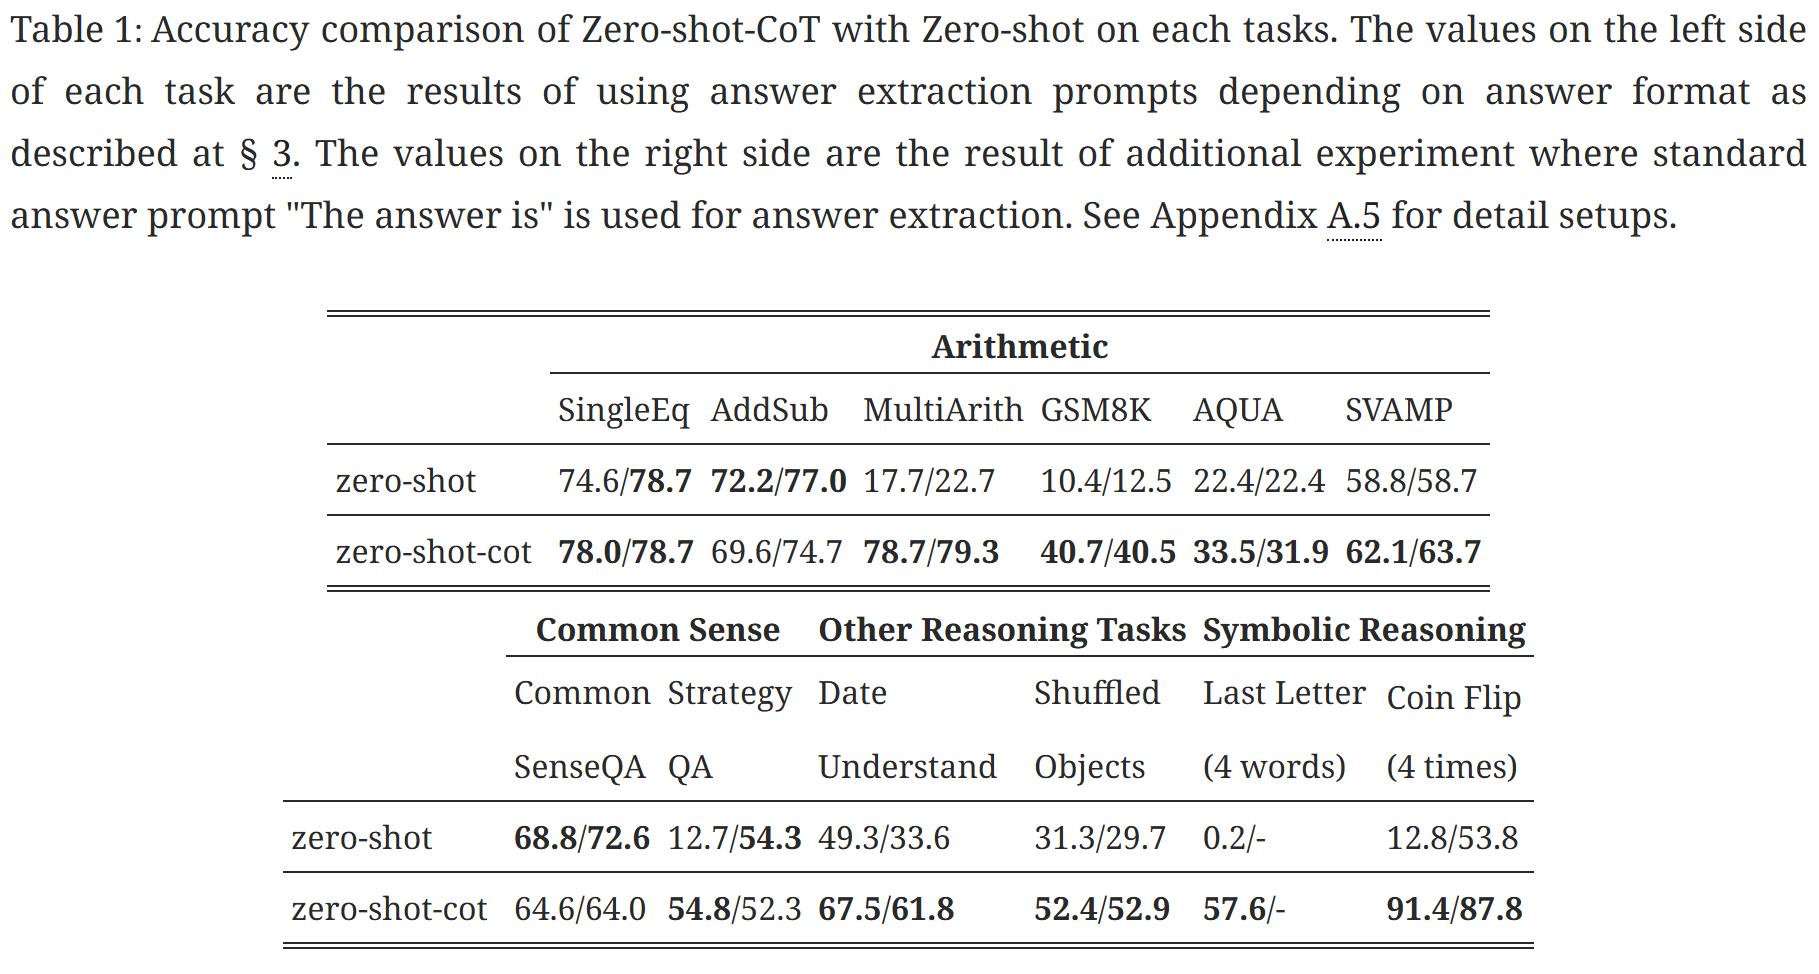 Table 1: Accuracy comparison of Zero-shot-CoT with Zero-shot on each tasks. The values on the left side
of each task are the results of using answer extraction prompts depending on answer format as
described at § 3. The values on the right side are the result of additional experiment where standard
answer prompt "The answer is" is used for answer extraction. See Appendix A.5 for detail setups.
Arithmetic
SingleEq AddSub MultiArith GSM8K AQUA SVAMP
zero-shot 74.6/78.7 72.2/77.0 17.7/22.7 10.4/12.5 22.4/22.4 58.8/58.7
zero-shot-cot 78.0/78.7 69.6/74.7 78.7/79.3 40.7/40.5 33.5/31.9 62.1/63.7
Common Sense Other Reasoning Tasks Symbolic Reasoning
Common Strategy Date Shuffled Last Letter Coin Flip
SenseQA QA Understand Objects (4 words) (4 times)
zero-shot 68.8/72.6 12.7/54.3 49.3/33.6 31.3/29.7 0.2/- 12.8/53.8
zero-shot-cot 64.6/64.0 54.8/52.3 67.5/61.8 52.4/52.9 57.6/- 91.4/87.8